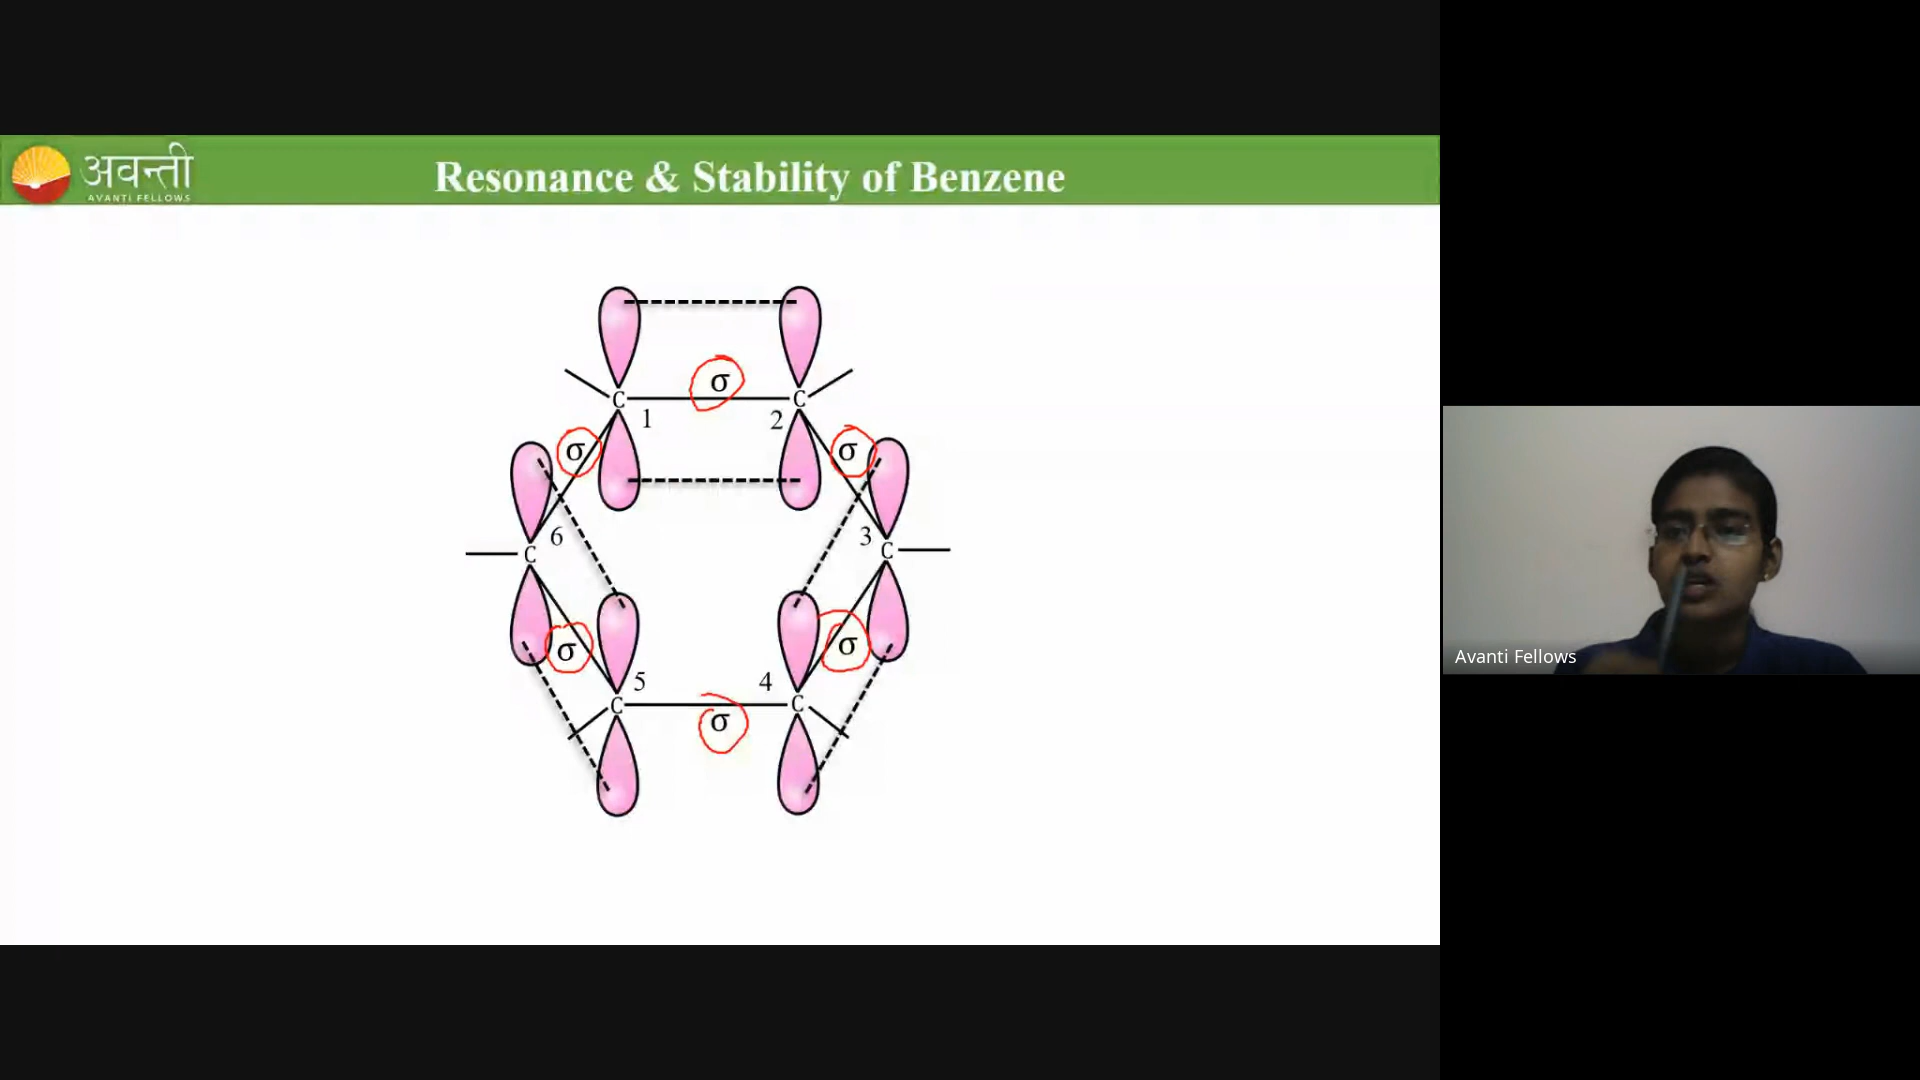 अवन्ती
AVANTI FELLOWS
Resonance & Stability of Benzene
σ
C
C
1
2
σ
σ
6
3
C
C
σ
σ
5
4
C
C
σ
Avanti Fellows